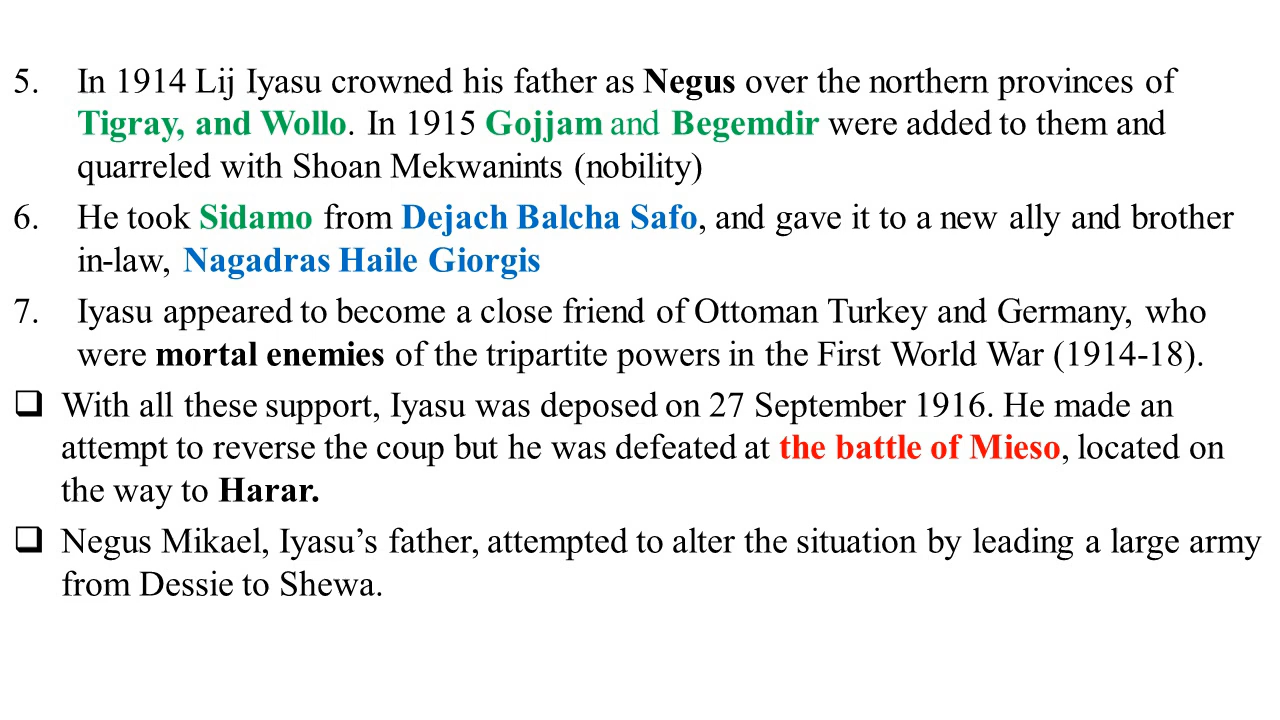 5. In 1914 Lij Iyasu crowned his father as Negus over the northern provinces of
Tigray, and Wollo. In 1915 Gojjam and Begemdir were added to them and
quarreled with Shoan Mekwanints (nobility)
6. He took Sidamo from Dejach Balcha Safo, and gave it to a new ally and brother
in-law, Nagadras Haile Giorgis
7. Iyasu appeared to become a close friend of Ottoman Turkey and Germany, who
were mortal enemies of the tripartite powers in the First World War (1914-18).
❑ With all these support, Iyasu was deposed on 27 September 1916. He made an
attempt to reverse the coup but he was defeated at the battle of Mieso, located on
the way to Harar.
❑ Negus Mikael, Iyasu’s father, attempted to alter the situation by leading a large army
from Dessie to Shewa.